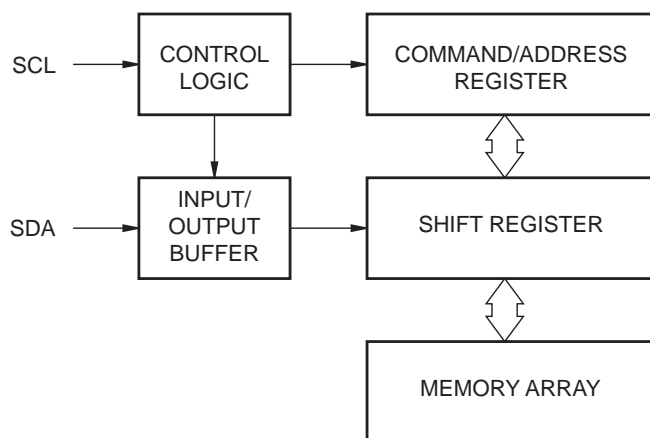 SCL
CONTROL
LOGIC
COMMAND/ADDRESS
REGISTER
SDA
INPUT/
OUTPUT
BUFFER
SHIFT REGISTER
MEMORY ARRAY